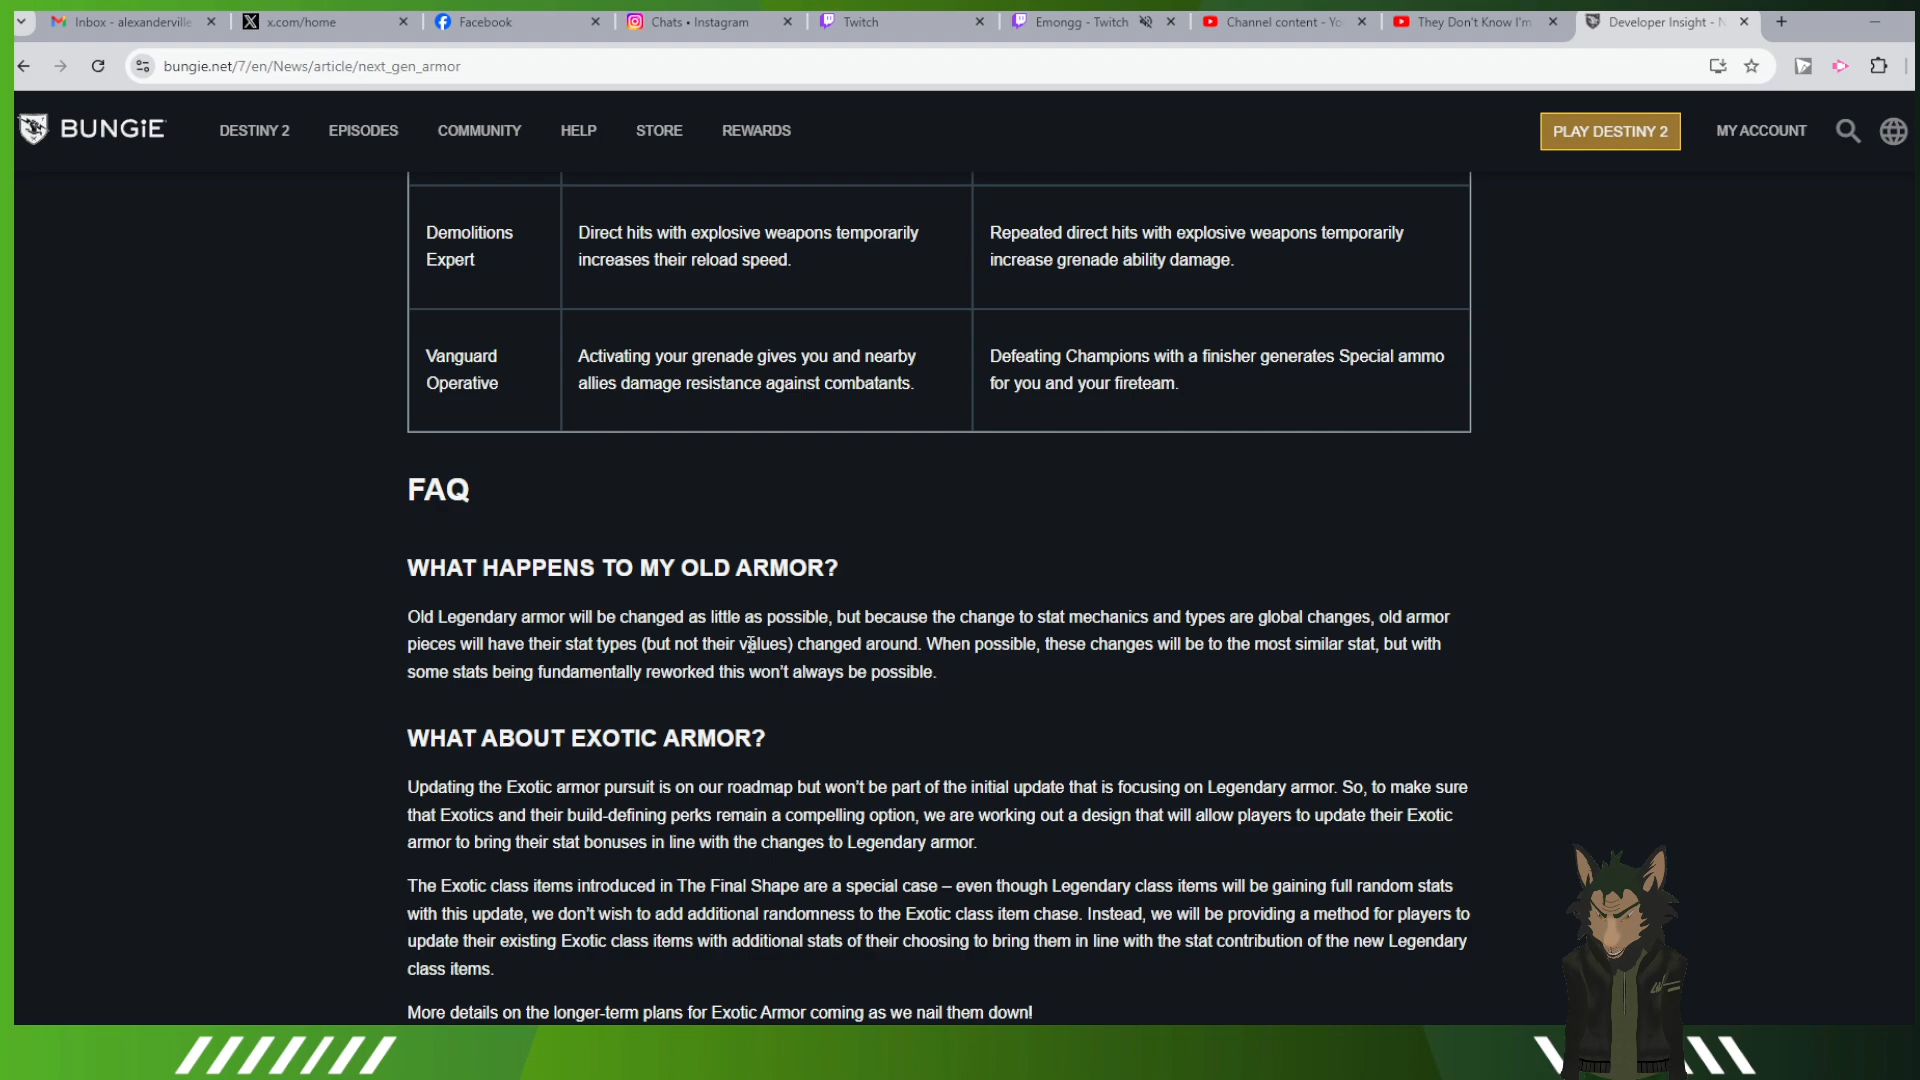 Inbox - alexanderville
x.com/home
Facebook
Chats • Instagram
Twitch
Emongg - Twitch
Channel content - Yo
They Don't Know I'm
Developer Insight - N
bungie.net/7/en/News/article/next_gen_armor
BUNGiE
DESTINY 2
EPISODES
COMMUNITY
HELP
STORE
REWARDS
PLAY DESTINY 2
MY ACCOUNT
Demolitions
Expert
Direct hits with explosive weapons temporarily
increases their reload speed.
Repeated direct hits with explosive weapons temporarily
increase grenade ability damage.
Vanguard
Operative
Activating your grenade gives you and nearby
allies damage resistance against combatants.
Defeating Champions with a finisher generates Special ammo
for you and your fireteam.
FAQ
WHAT HAPPENS TO MY OLD ARMOR?
Old Legendary armor will be changed as little as possible, but because the change to stat mechanics and types are global changes, old armor
pieces will have their stat types (but not their values) changed around. When possible, these changes will be to the most similar stat, but with
some stats being fundamentally reworked this won't always be possible.
WHAT ABOUT EXOTIC ARMOR?
Updating the Exotic armor pursuit is on our roadmap but won't be part of the initial update that is focusing on Legendary armor. So, to make sure
that Exotics and their build-defining perks remain a compelling option, we are working out a design that will allow players to update their Exotic
armor to bring their stat bonuses in line with the changes to Legendary armor.
The Exotic class items introduced in The Final Shape are a special case – even though Legendary class items will be gaining full random stats
with this update, we don't wish to add additional randomness to the Exotic class item chase. Instead, we will be providing a method for players to
update their existing Exotic class items with additional stats of their choosing to bring them in line with the stat contribution of the new Legendary
class items.
More details on the longer-term plans for Exotic Armor coming as we nail them down!